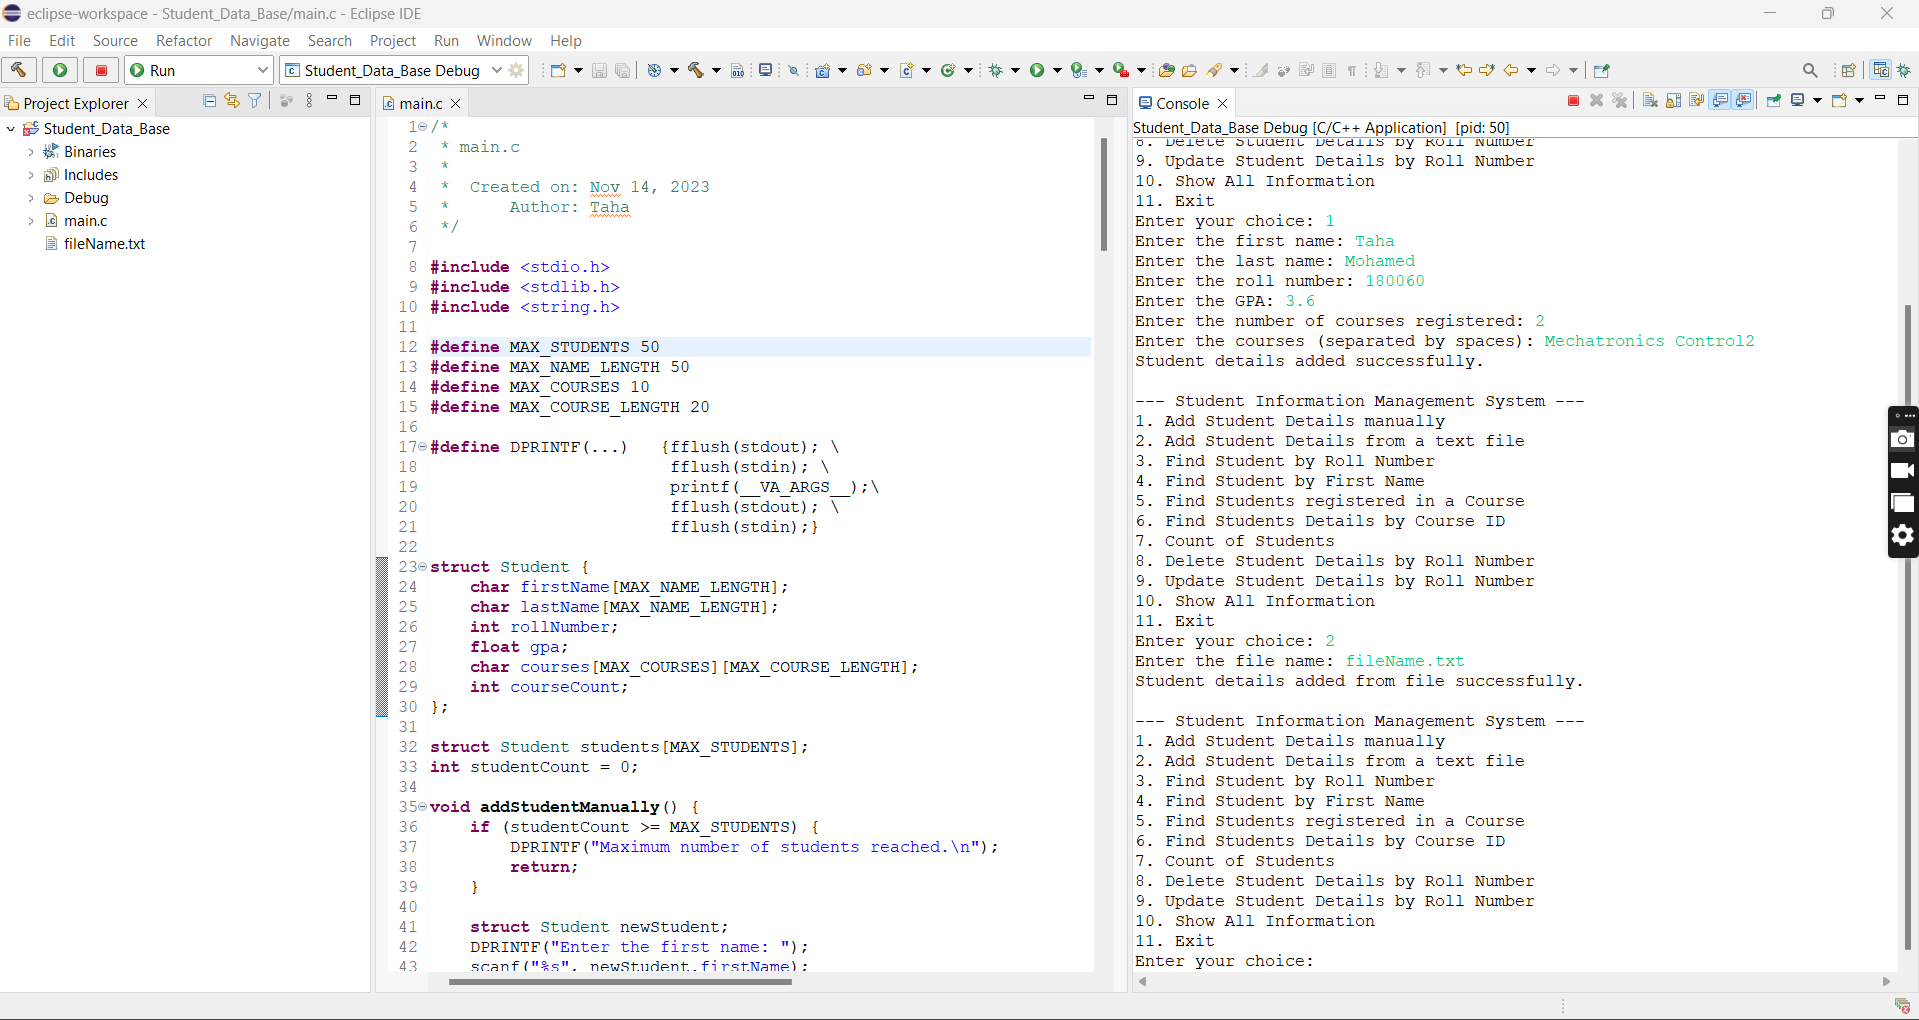 eclipse-workspace - Student_Data_Base/main.c - Eclipse IDE
File Edit Source Refactor Navigate Search Project Run Window Help
Run
Student_Data_Base Debug
Project Explorer
Student_Data_Base
Binaries
Includes
Debug
main.c
fileName.txt
main.c
1 /*
2 * main.c
3 *
4 * Created on: Nov 14, 2023
5 * Author: Taha
6 */
7
8 #include <stdio.h>
9 #include <stdlib.h>
10 #include <string.h>
11
12 #define MAX_STUDENTS 50
13 #define MAX_NAME_LENGTH 50
14 #define MAX_COURSES 10
15 #define MAX_COURSE_LENGTH 20
16
17 #define DPRINTF(...) {fflush(stdout); \
18 fflush(stdin); \
19 printf(__VA_ARGS__);\
20 fflush(stdout); \
21 fflush(stdin);}
22
23 struct Student {
24 char firstName[MAX_NAME_LENGTH];
25 char lastName[MAX_NAME_LENGTH];
26 int rollNumber;
27 float gpa;
28 char courses[MAX_COURSES][MAX_COURSE_LENGTH];
29 int courseCount;
30 };
31
32 struct Student students[MAX_STUDENTS];
33 int studentCount = 0;
34
35 void addStudentManually() {
36 if (studentCount >= MAX_STUDENTS) {
37 DPRINTF("Maximum number of students reached.\n");
38 return;
39 }
40
41 struct Student newStudent;
42 DPRINTF("Enter the first name: ");
43 scanf("%s", newStudent.firstName);
Console
Student_Data_Base Debug [C/C++ Application] [pid: 50]
8. Delete Student Details by Roll Number
9. Update Student Details by Roll Number
10. Show All Information
11. Exit
Enter your choice: 1
Enter the first name: Taha
Enter the last name: Mohamed
Enter the roll number: 180060
Enter the GPA: 3.6
Enter the number of courses registered: 2
Enter the courses (separated by spaces): Mechatronics Control2
Student details added successfully.
--- Student Information Management System ---
1. Add Student Details manually
2. Add Student Details from a text file
3. Find Student by Roll Number
4. Find Student by First Name
5. Find Students registered in a Course
6. Find Students Details by Course ID
7. Count of Students
8. Delete Student Details by Roll Number
9. Update Student Details by Roll Number
10. Show All Information
11. Exit
Enter your choice: 2
Enter the file name: fileName.txt
Student details added from file successfully.
--- Student Information Management System ---
1. Add Student Details manually
2. Add Student Details from a text file
3. Find Student by Roll Number
4. Find Student by First Name
5. Find Students registered in a Course
6. Find Students Details by Course ID
7. Count of Students
8. Delete Student Details by Roll Number
9. Update Student Details by Roll Number
10. Show All Information
11. Exit
Enter your choice: